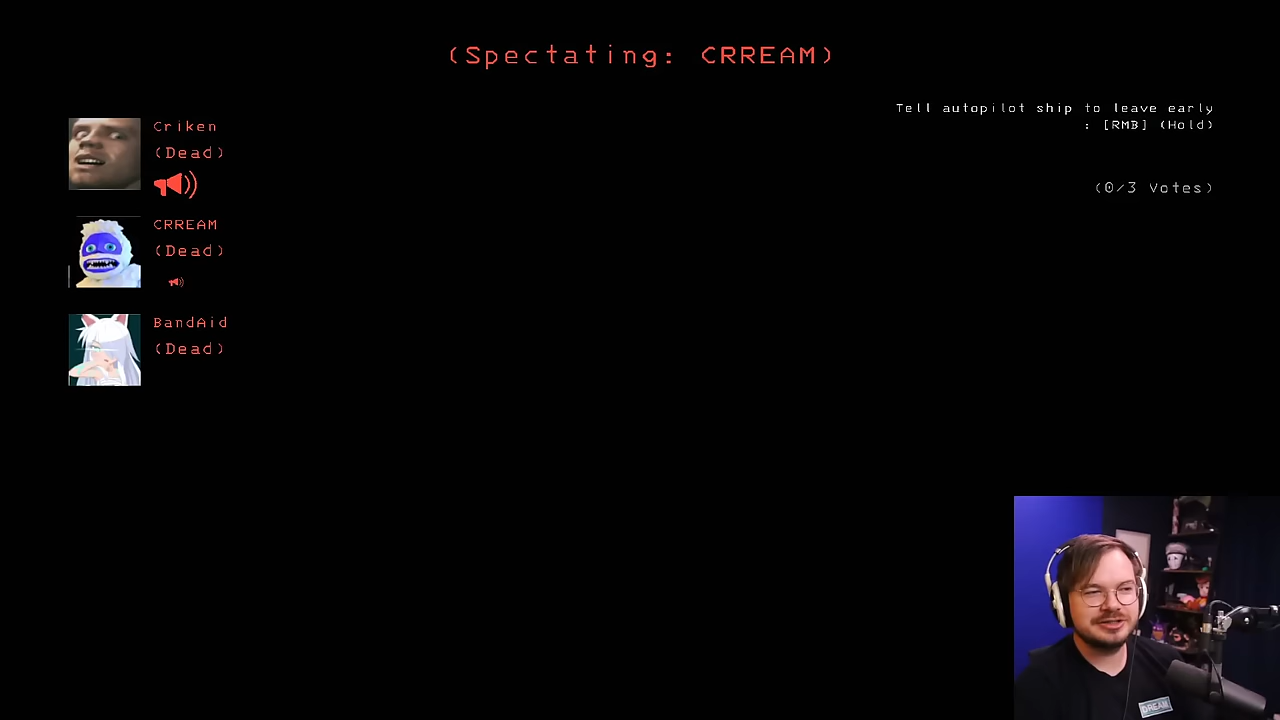 (Spectating: CRREAM)
Tell autopilot ship to leave early
: [RMB] (Hold)
(0/3 Votes)
Criken
(Dead)
CRREAM
(Dead)
BandAid
(Dead)
DREAM